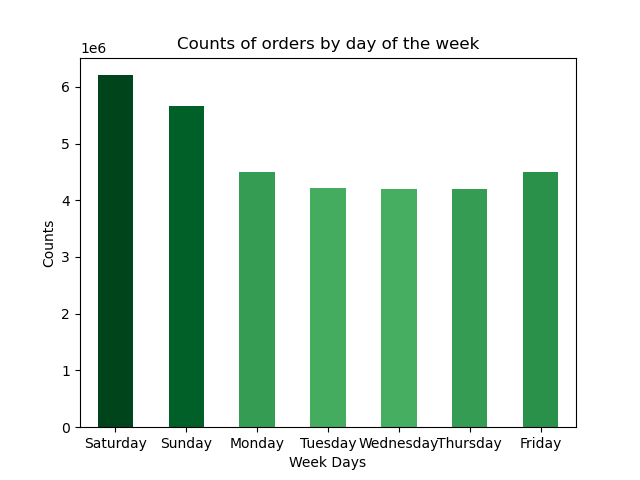 Counts of orders by day of the week
1e6
6
5
4
3
2
1
0
Counts
Saturday Sunday Monday Tuesday Wednesday Thursday Friday
Week Days